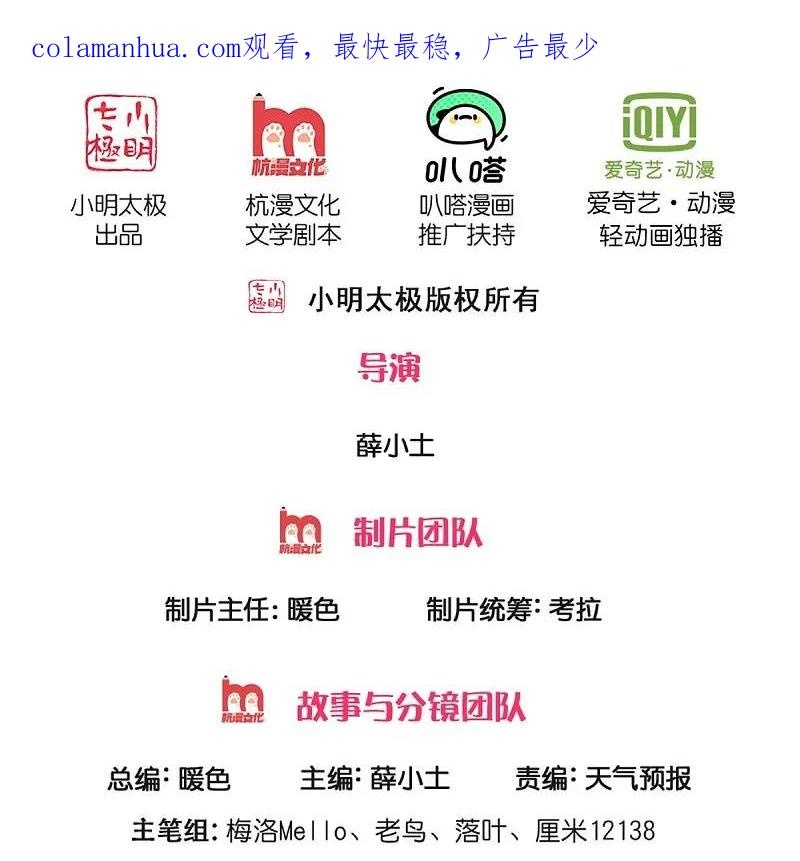 colamanhua.com观看，最快最稳，广告最少
小明
太極
杭漫文化
叭嗒
iQIYI
爱奇艺·动漫
小明太极
出品
杭漫文化
文学剧本
叭嗒漫画
推广扶持
爱奇艺·动漫
轻动画独播
小明
太極
小明太极版权所有
导演
薛小土
杭漫文化
制片团队
制片主任：暖色 制片统筹：考拉
杭漫文化
故事与分镜团队
总编：暖色 主编：薛小土 责编：天气预报
主笔组：梅洛Mello、老鸟、落叶、厘米12138